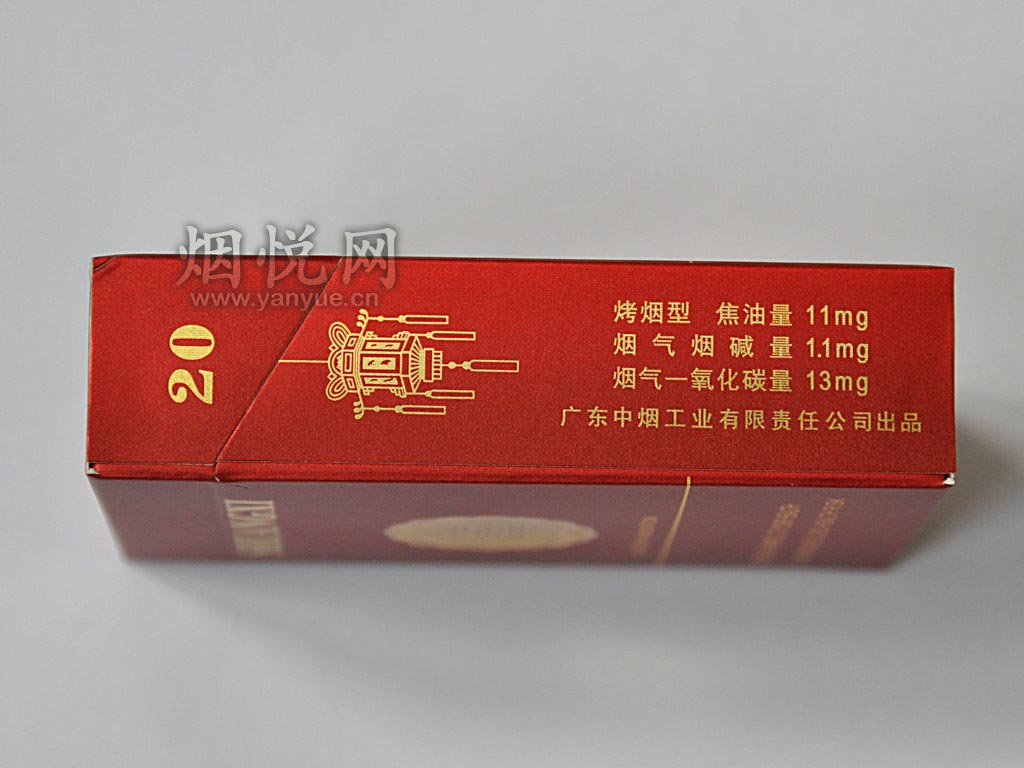 烟悦网
www.yanyue.cn
20
烤烟型 焦油量 11mg
烟气烟碱量 1.1mg
烟气一氧化碳量 13mg
广东中烟工业有限责任公司出品